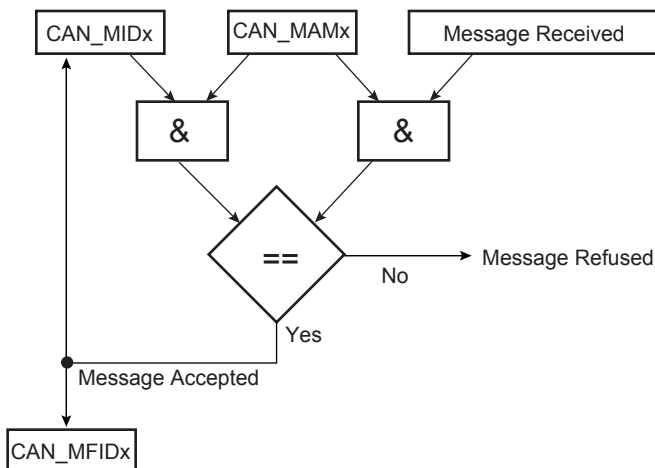 CAN_MIDx
CAN_MAMx
Message Received
&
&
==
No
Message Refused
Yes
Message Accepted
CAN_MFIDx